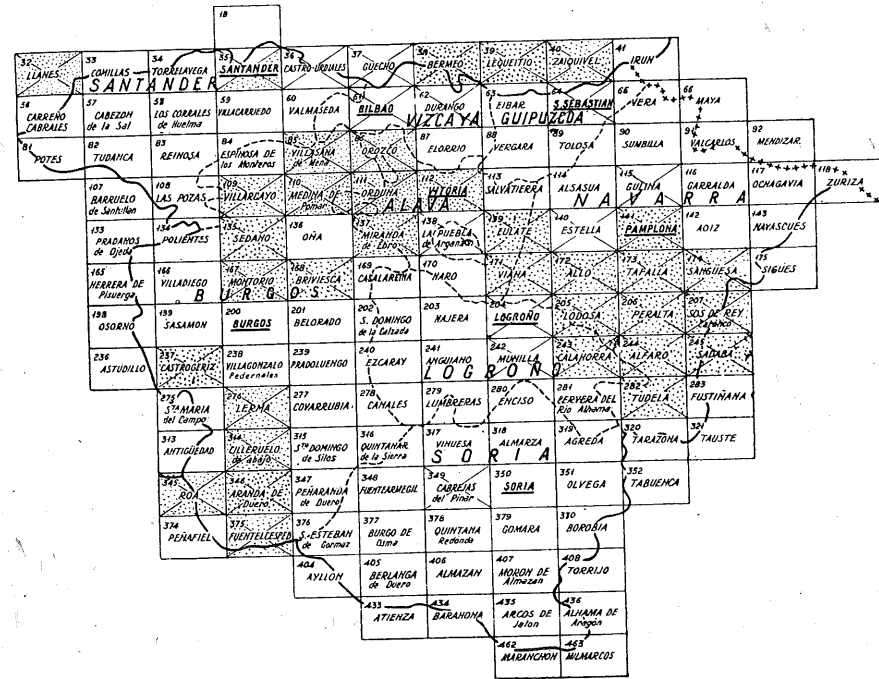 18
32
LLANES
33
COMILLAS
34
TORRELAVEGA
35
SANTANDER
36
CASTRO-URDIALES
37
GUECHO
38
BERMEO
39
LEQUEITIO
40
ZAIQUIVEL
41
IRUN
SANTANDER
56
CARREÑO
CABRALES
57
CABEZON
de la Sal
58
LOS CORRALES
de Huelma
59
VALACARRIEDO
60
VALMASEDA
61
BILBAO
62
DURANGO
63
EIBAR
64
S.SEBASTIAN
65
VERA
66
MAYA
VIZCAYA GUIPUZCOA
81
POTES
82
TUDANCA
83
REINOSA
84
ESPINOSA DE
los Monteros
85
VILLASANA
de Mena
86
OROZCO
87
ELORRIO
88
VERGARA
89
TOLOSA
90
SUMBILLA
91
VALCARLOS
92
MENDIZAR.
107
BARRUELO
de Santullan
108
LAS POZAS
109
VILLARCAYO
110
MEDINA DE
Pomar
111
ORDUÑA
112
VITORIA
113
SALVATIERRA
114
ALSASUA
115
GULINA
116
GARRALDA
117
OCHAGAVIA
118
ZURIZA
ALAVA
NAVARRA
133
PRADANOS
de Ojeda
134
POLIENTES
135
SEDANO
136
OÑA
137
MIRANDA
de Ebro
138
LA PUEBLA
de Arganzon
139
EULATE
140
ESTELLA
141
PAMPLONA
142
AOIZ
143
NAVASCUES
165
HERRERA DE
Pisuerga
166
VILLADIEGO
167
MONTORIO
168
BRIVIESCA
169
CASALAREINA
170
HARO
171
VIANA
172
ALLO
173
TAFALLA
174
SANGÜESA
175
SIGUES
BURGOS
198
OSORNO
199
SASAMON
200
BURGOS
201
BELORADO
202
S. DOMINGO
de la Calzada
203
NAJERA
204
LOGROÑO
205
LODOSA
206
PERALTA
207
SOS DE REY
236
ASTUDILLO
237
CASTROGERIZ
238
VILLAGONZALO
Pedernales
239
PRADOLUENGO
240
EZCARAY
241
ANGUIANO
242
MUNILLA
243
CALAHORRA
244
ALFARO
245
SADABA
LOGROÑO
275
STA MARIA
del Campo
276
LERMA
277
COVARRUBIA
278
CANALES
279
LUMBRERAS
280
ENCISO
281
CERVERA DEL
Rio Alhama
282
TUDELA
283
FUSTIÑANA
313
ANTIGÜEDAD
314
CILLERUELO
de abajo
315
STO DOMINGO
de Silos
316
QUINTANAR
de la Sierra
317
VINUESA
318
ALMARZA
319
AGREDA
320
TARAZONA
321
TAUSTE
SORIA
345
ROA
346
ARANDA DE
Duero
347
PEÑARANDA
de Duero
348
FUENTEARMEGIL
349
CABREJAS
del Pinar
350
SORIA
351
OLVEGA
352
TABUENCA
374
PEÑAFIEL
375
FUENTELCESPED
376
S. ESTEBAN
de Gormaz
377
BURGO DE
Osma
378
QUINTANA
Redonda
379
GOMARA
380
BOROBIA
404
AYLLON
405
BERLANGA
de Duero
406
ALMAZAN
407
MORON DE
Almazan
408
TORRIJO
433
ATIENZA
434
BARAHONA
435
ARCOS DE
Jalon
436
ALHAMA DE
Aragón
462
MARANCHON
463
MILMARCOS